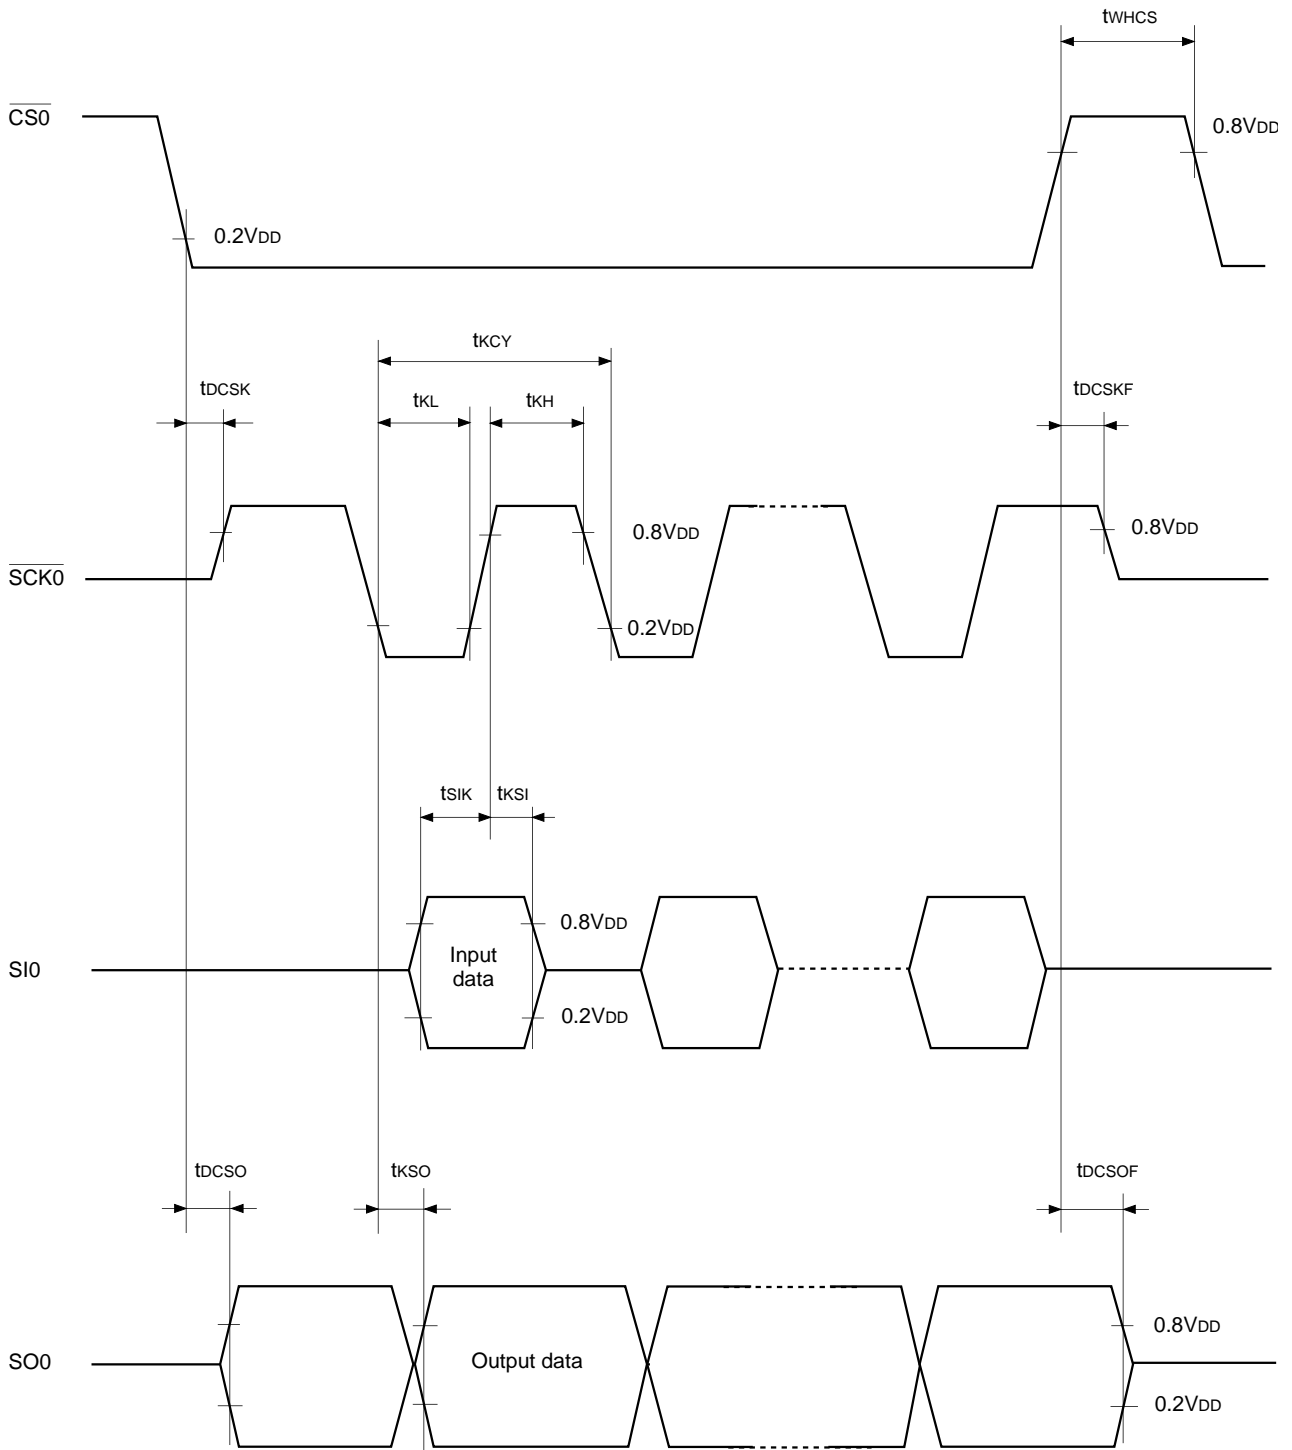 tWHCS
CS0
0.8VDD
0.2VDD
tKCY
tDCSK
tKL
tKH
tDCSKF
0.8VDD
0.8VDD
SCK0
0.2VDD
tSIK
tKSI
0.8VDD
Input
data
SI0
0.2VDD
tDCSO
tKSO
tDCSOF
0.8VDD
SO0
Output data
0.2VDD